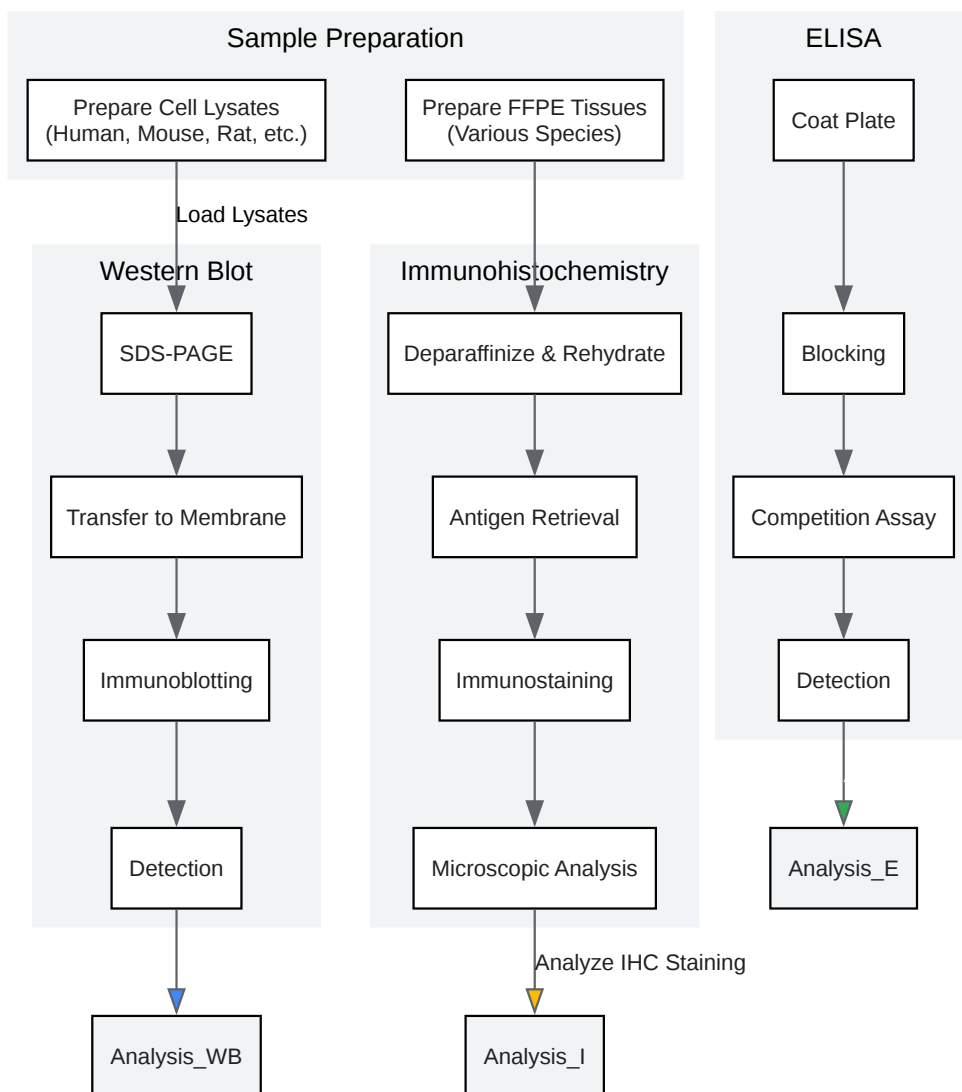 Sample Preparation
Prepare Cell Lysates
(Human, Mouse, Rat, etc.)
Prepare FFPE Tissues
(Various Species)
Load Lysates
Western Blot
SDS-PAGE
Transfer to Membrane
Immunoblotting
Detection
Analysis_WB
Immunohistochemistry
Deparaffinize & Rehydrate
Antigen Retrieval
Immunostaining
Microscopic Analysis
Analyze IHC Staining
Analysis_I
ELISA
Coat Plate
Blocking
Competition Assay
Detection
Analysis_E